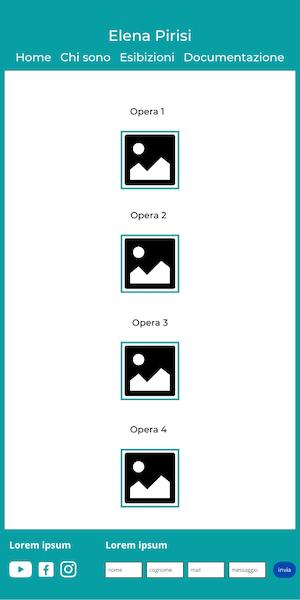 Elena Pirisi
Home Chi sono Esibizioni Documentazione
Opera 1
Opera 2
Opera 3
Opera 4
Lorem ipsum
Lorem ipsum
nome cognome mail messaggio invia